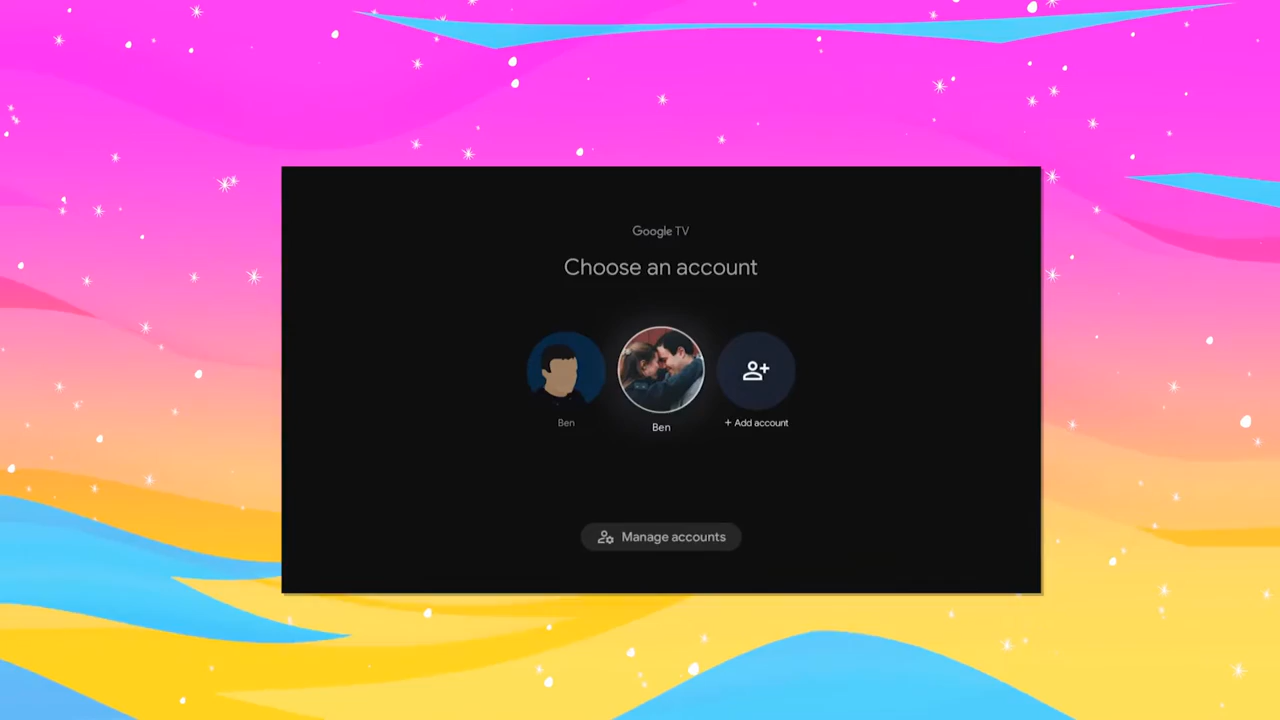 Google TV
Choose an account
Ben
Ben
+ Add account
Manage accounts